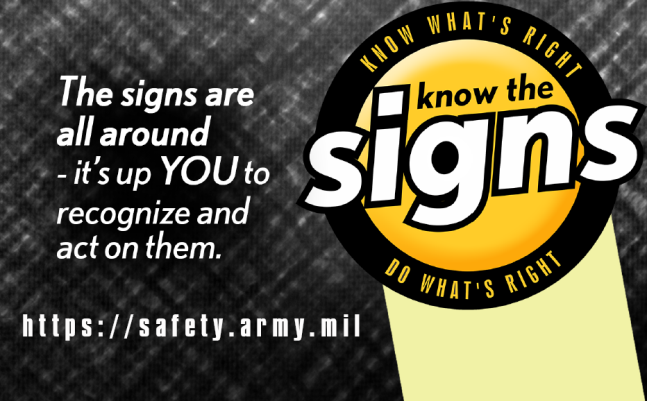 The signs are
all around
- it's up YOU to
recognize and
act on them.
https://safety.army.mil
KNOW WHAT'S RIGHT
know the
signs
DO WHAT'S RIGHT